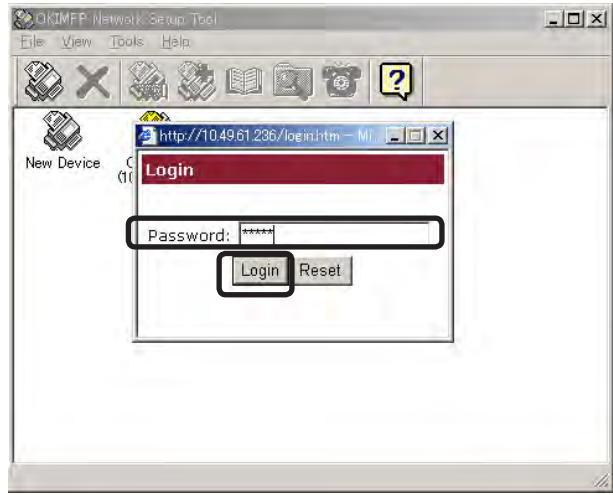 OKIMFP Network Setup Tool
File View Tools Help
New Device
(10
http://10.49.61.236/login.htm - Mi
Login
Password: *****
Login Reset